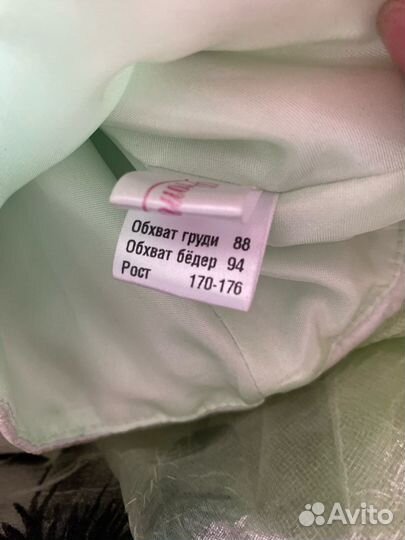 Обхват груди 88
Обхват бёдер 94
Рост 170-176
Avito